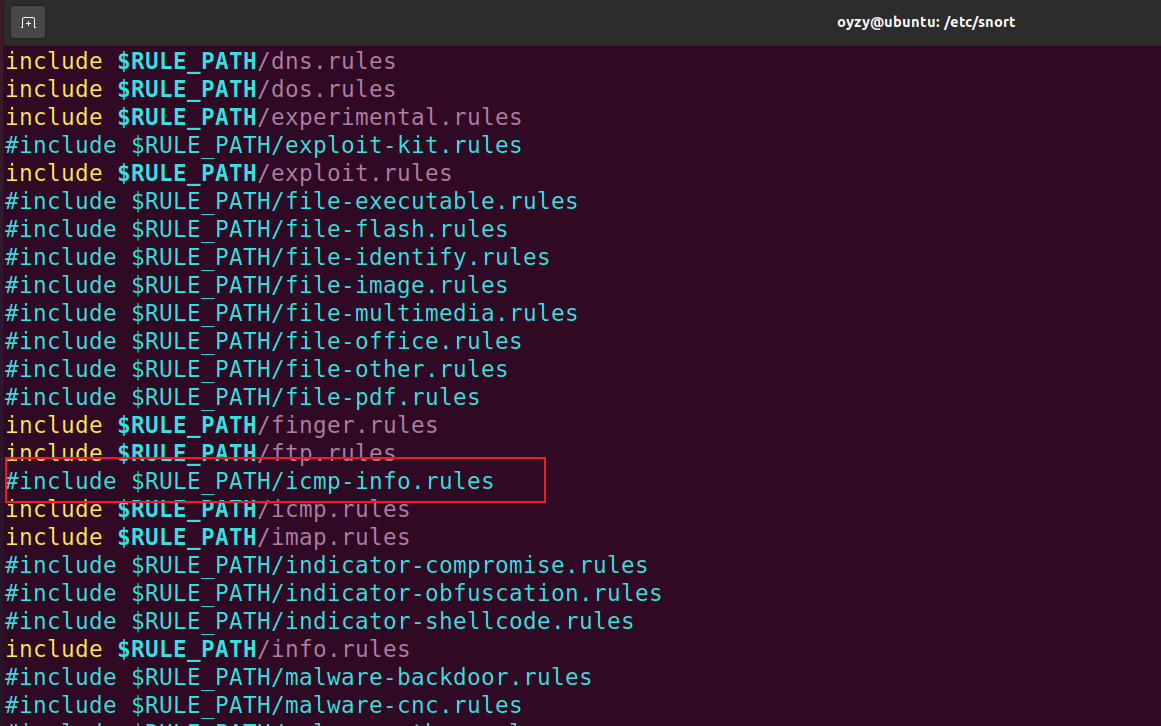 oyzy@ubuntu: /etc/snort
include $RULE_PATH/dns.rules
include $RULE_PATH/dos.rules
include $RULE_PATH/experimental.rules
#include $RULE_PATH/exploit-kit.rules
include $RULE_PATH/exploit.rules
#include $RULE_PATH/file-executable.rules
#include $RULE_PATH/file-flash.rules
#include $RULE_PATH/file-identify.rules
#include $RULE_PATH/file-image.rules
#include $RULE_PATH/file-multimedia.rules
#include $RULE_PATH/file-office.rules
#include $RULE_PATH/file-other.rules
#include $RULE_PATH/file-pdf.rules
include $RULE_PATH/finger.rules
include $RULE_PATH/ftp.rules
#include $RULE_PATH/icmp-info.rules
include $RULE_PATH/icmp.rules
include $RULE_PATH/imap.rules
#include $RULE_PATH/indicator-compromise.rules
#include $RULE_PATH/indicator-obfuscation.rules
#include $RULE_PATH/indicator-shellcode.rules
include $RULE_PATH/info.rules
#include $RULE_PATH/malware-backdoor.rules
#include $RULE_PATH/malware-cnc.rules